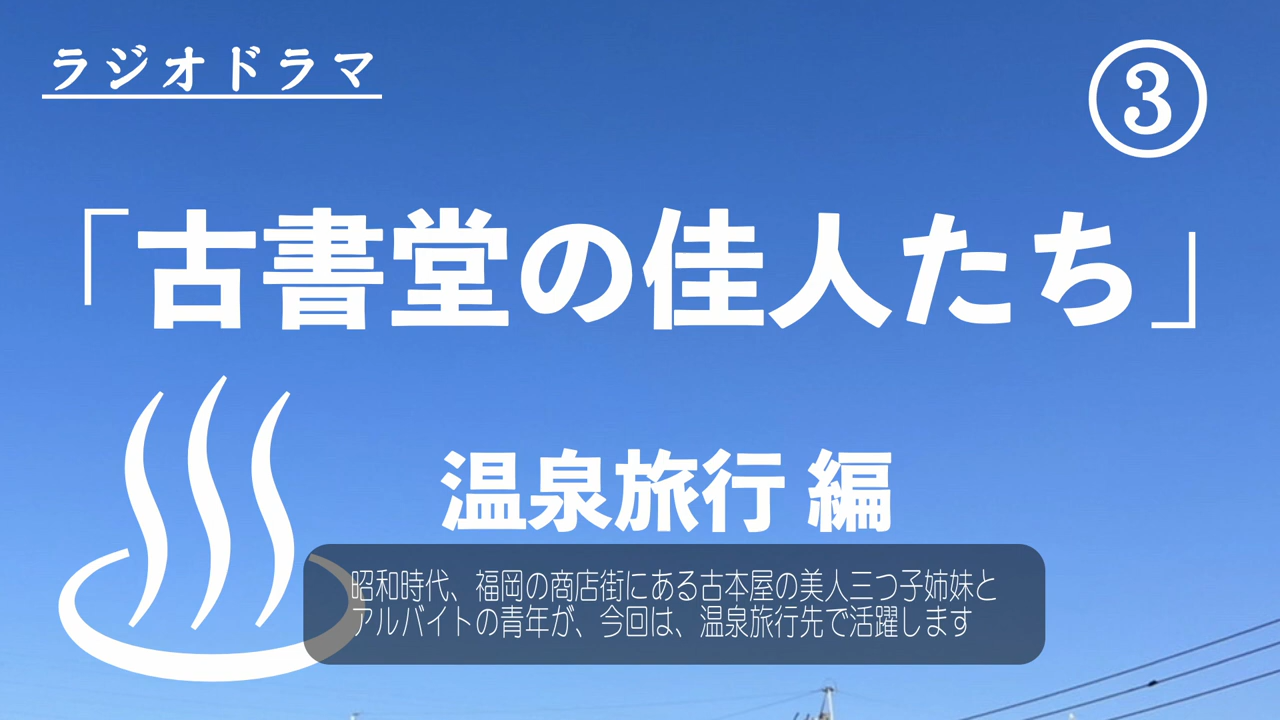 ラジオドラマ
③
「古書堂の佳人たち」
温泉旅行 編
昭和時代、福岡の商店街にある古本屋の美人三つ子姉妹と
アルバイトの青年が、今回は、温泉旅行先で活躍します